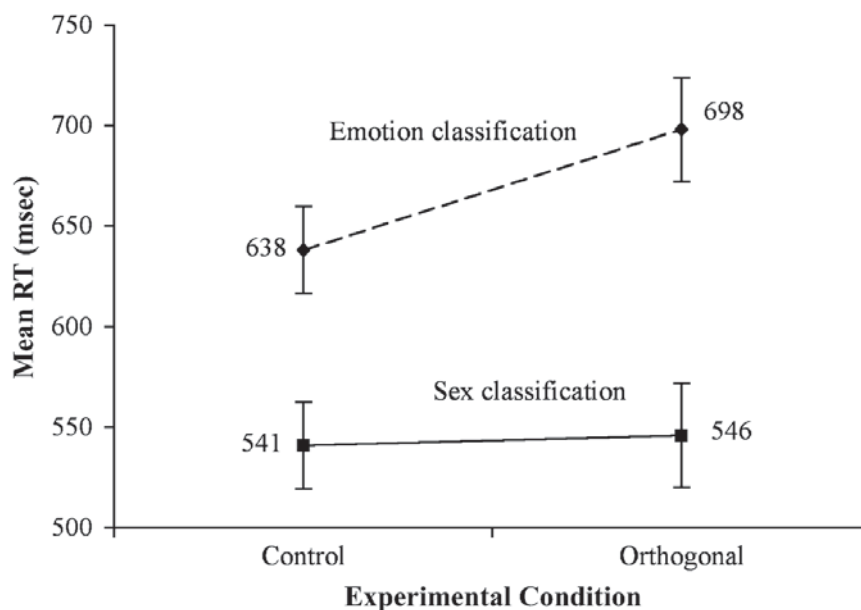 750
700
650
600
550
500
Mean RT (msec)
Emotion classification
698
638
Sex classification
541
546
Control
Orthogonal
Experimental Condition